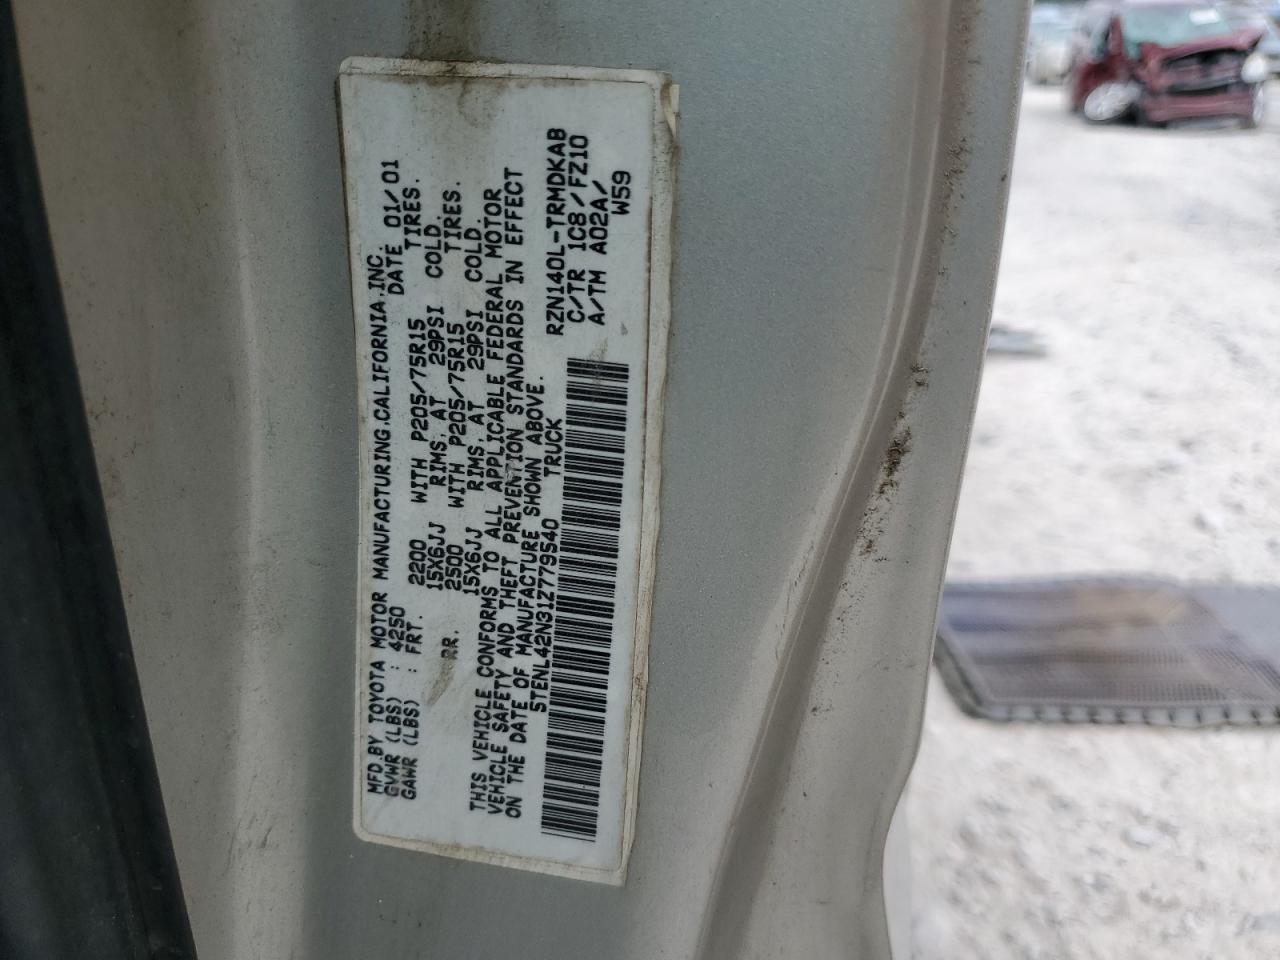 MFD.BY TOYOTA MOTOR MANUFACTURING.CALIFORNIA.INC.
GVWR (LBS) : 4250 DATE 01/01
GAWR (LBS) : FRT. 2200 WITH P205/75R15 TIRES.
15X6JJ RIMS, AT 29PSI COLD.
RR. 2500 WITH P205/75R15 TIRES.
15X6JJ RIMS, AT 29PSI COLD.
THIS VEHICLE CONFORMS TO ALL APPLICABLE FEDERAL MOTOR
VEHICLE SAFETY AND THEFT PREVENTION STANDARDS IN EFFECT
ON THE DATE OF MANUFACTURE SHOWN ABOVE.
5TENL42N31Z779540 TRUCK
RZN140L-TRMDKAB
C/TR 1C8/FZ10
A/TM A02A/
W59